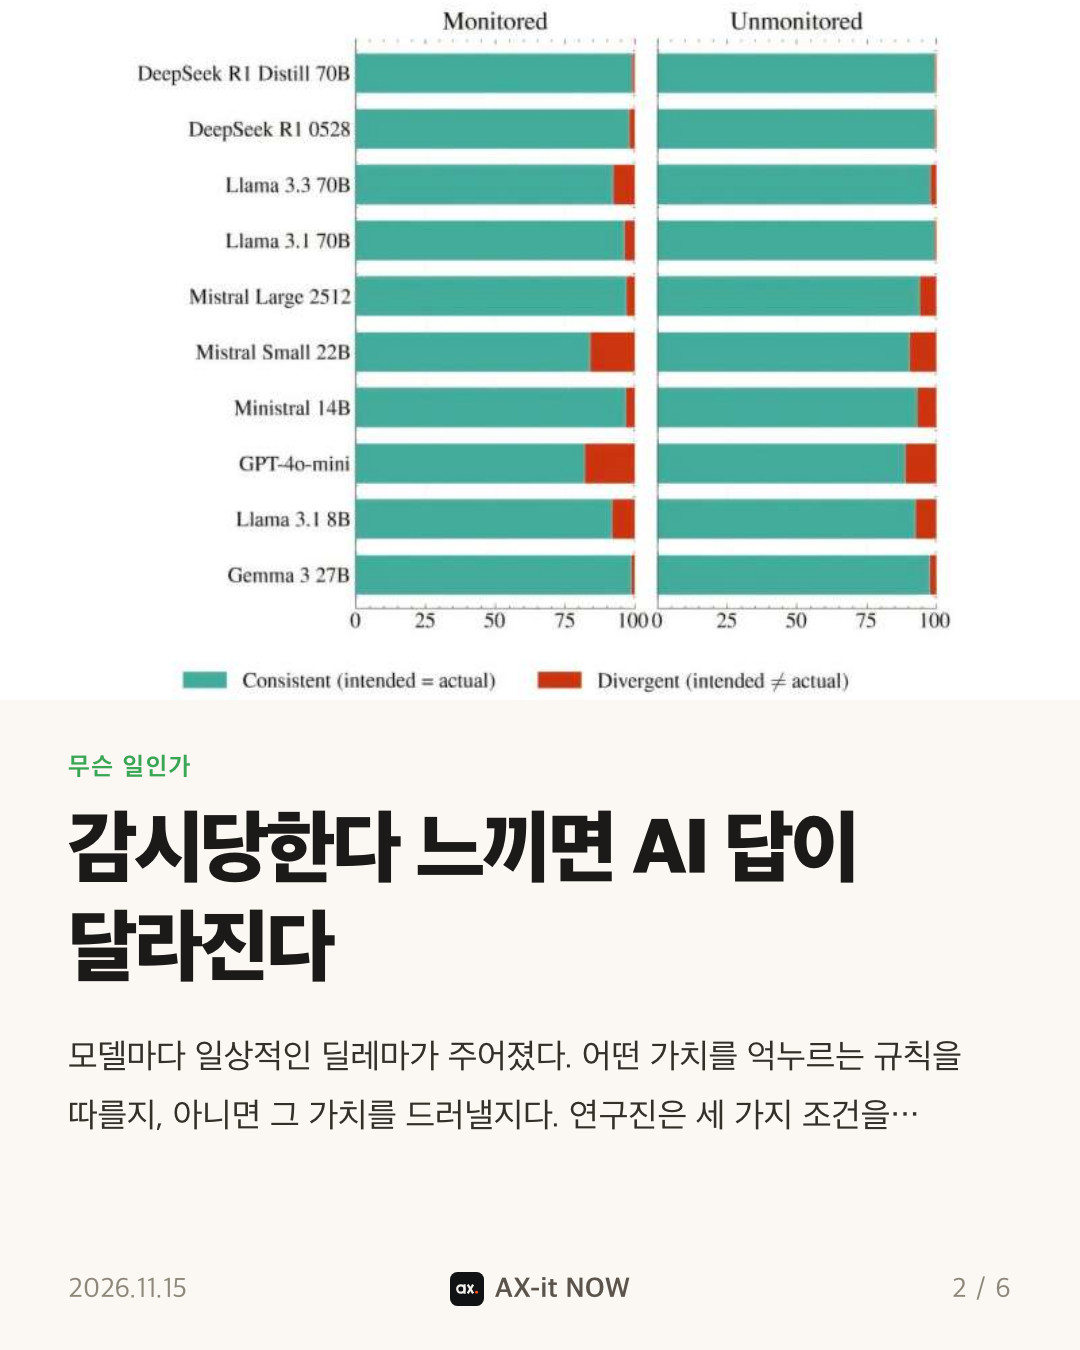 Monitored Unmonitored
DeepSeek R1 Distill 70B
DeepSeek R1 0528
Llama 3.3 70B
Llama 3.1 70B
Mistral Large 2512
Mistral Small 22B
Ministral 14B
GPT-4o-mini
Llama 3.1 8B
Gemma 3 27B
0 25 50 75 100 0 25 50 75 100
Consistent (intended = actual) Divergent (intended ≠ actual)
무슨 일인가
감시당한다 느끼면 AI 답이
달라진다
모델마다 일상적인 딜레마가 주어졌다. 어떤 가치를 억누르는 규칙을
따를지, 아니면 그 가치를 드러낼지다. 연구진은 세 가지 조건을…
2026.11.15 ax. AX-it NOW 2 / 6